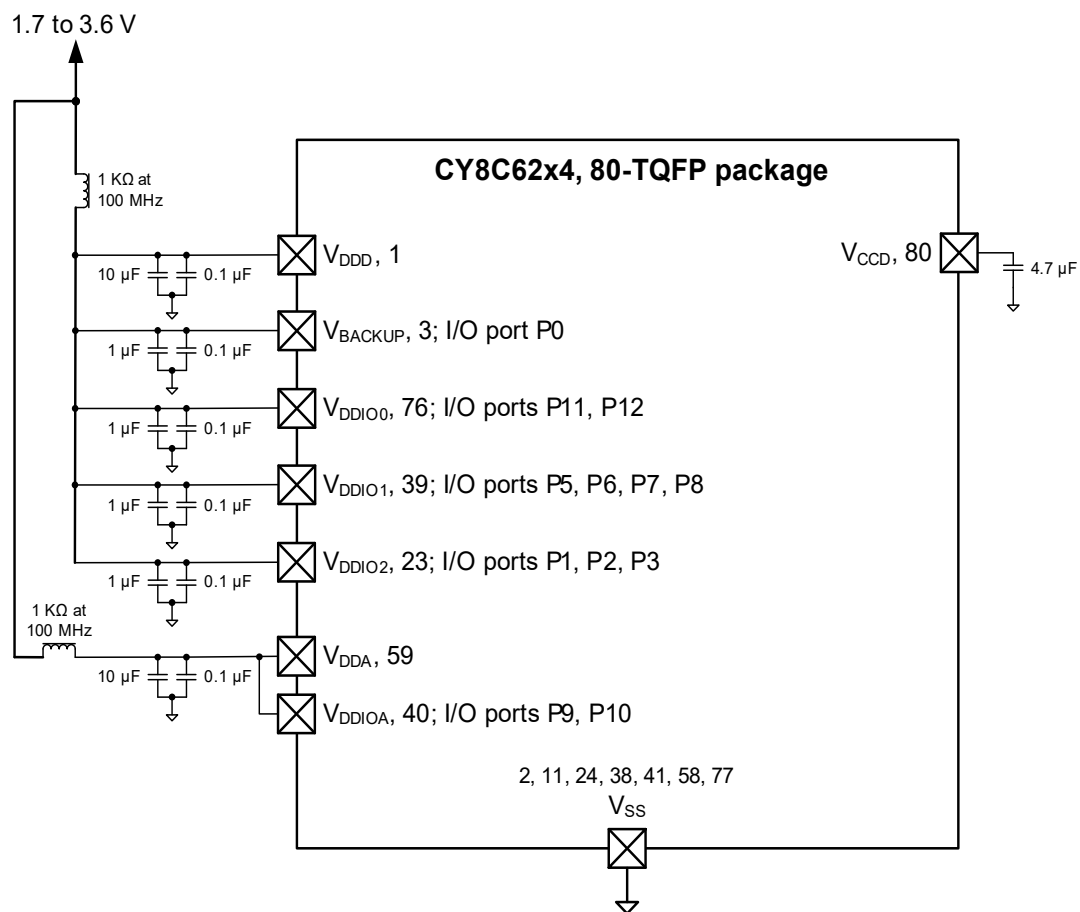 1.7 to 3.6 V
1 KΩ at
100 MHz
CY8C62x4, 80-TQFP package
10 µF
0.1 µF
VDDD, 1
VCCD, 80
4.7 µF
1 µF
0.1 µF
VBACKUP, 3; I/O port P0
1 µF
0.1 µF
VDDIO0, 76; I/O ports P11, P12
1 µF
0.1 µF
VDDIO1, 39; I/O ports P5, P6, P7, P8
1 µF
0.1 µF
VDDIO2, 23; I/O ports P1, P2, P3
1 KΩ at
100 MHz
10 µF
0.1 µF
VDDA, 59
VDDIOA, 40; I/O ports P9, P10
2, 11, 24, 38, 41, 58, 77
VSS